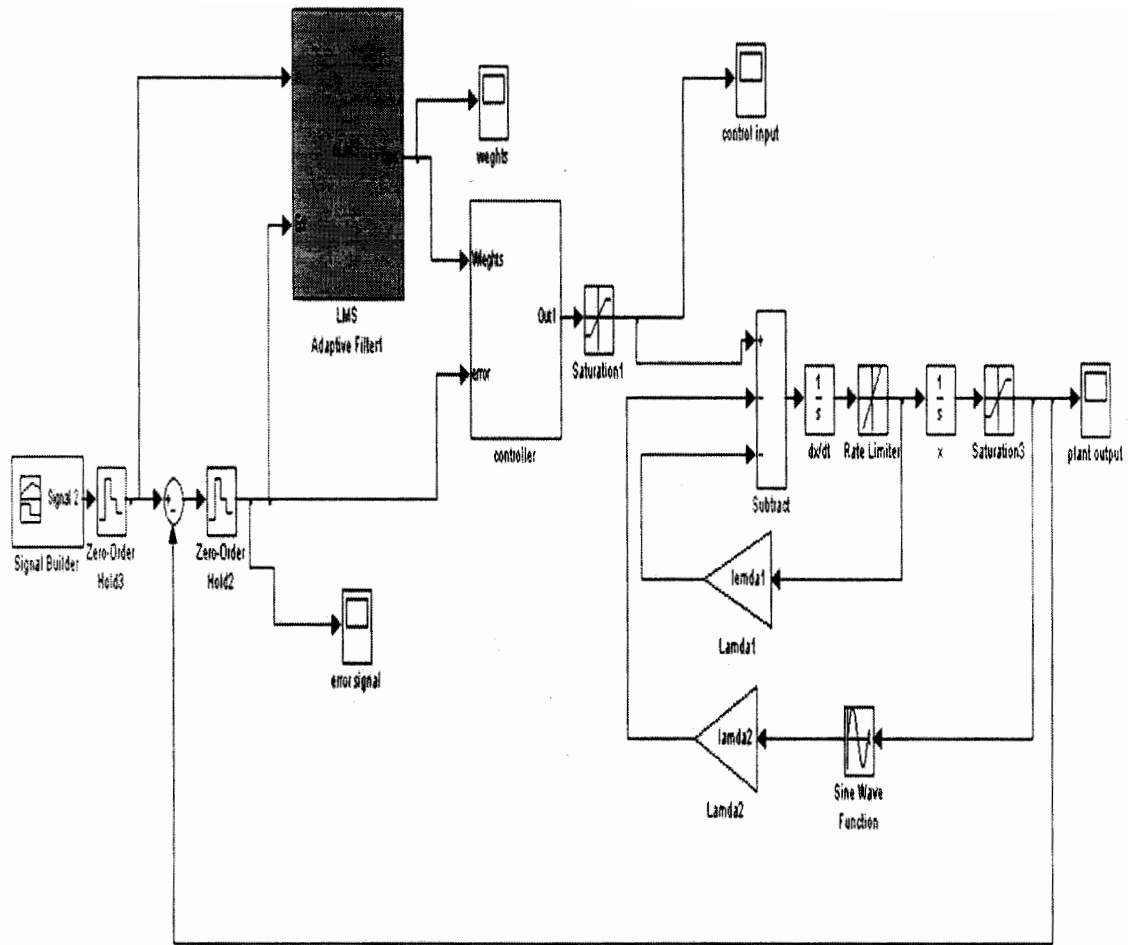 weghts
control input
LMS
Adaptive Filter1
Weghts
error
Out1
controller
Saturation1
+
−
−
Subtract
1
s
dx/dt
Rate Limiter
1
s
x
Saturation3
plant output
Signal 2
Signal Builder
Zero-Order
Hold3
+
−
Zero-Order
Hold2
error signal
lemda1
Lamda1
lamda2
Lamda2
Sine Wave
Function